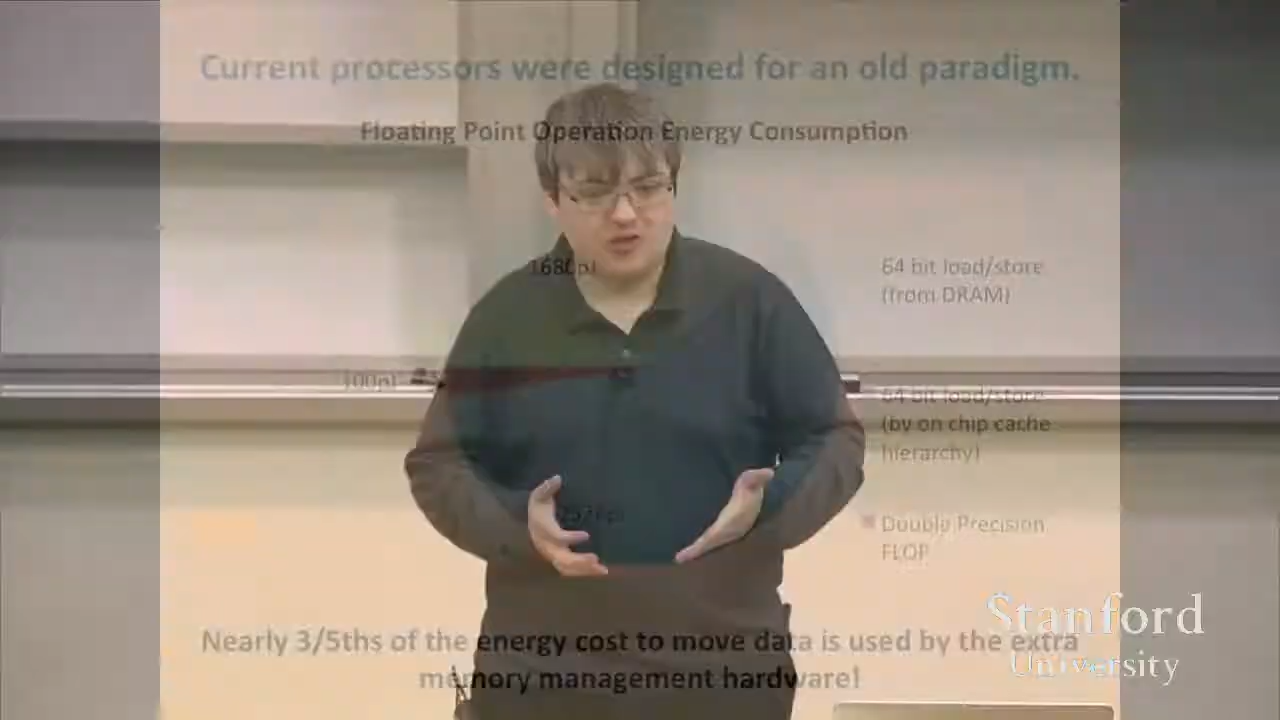 Current processors were designed for an old paradigm.
Floating Point Operation Energy Consumption
1680pJ
64 bit load/store
(from DRAM)
100pJ
64 bit load/store
(by on chip cache
hierarchy)
Double Precision
FLOP
Nearly 3/5ths of the energy cost to move data is used by the extra
memory management hardware!
Stanford
University